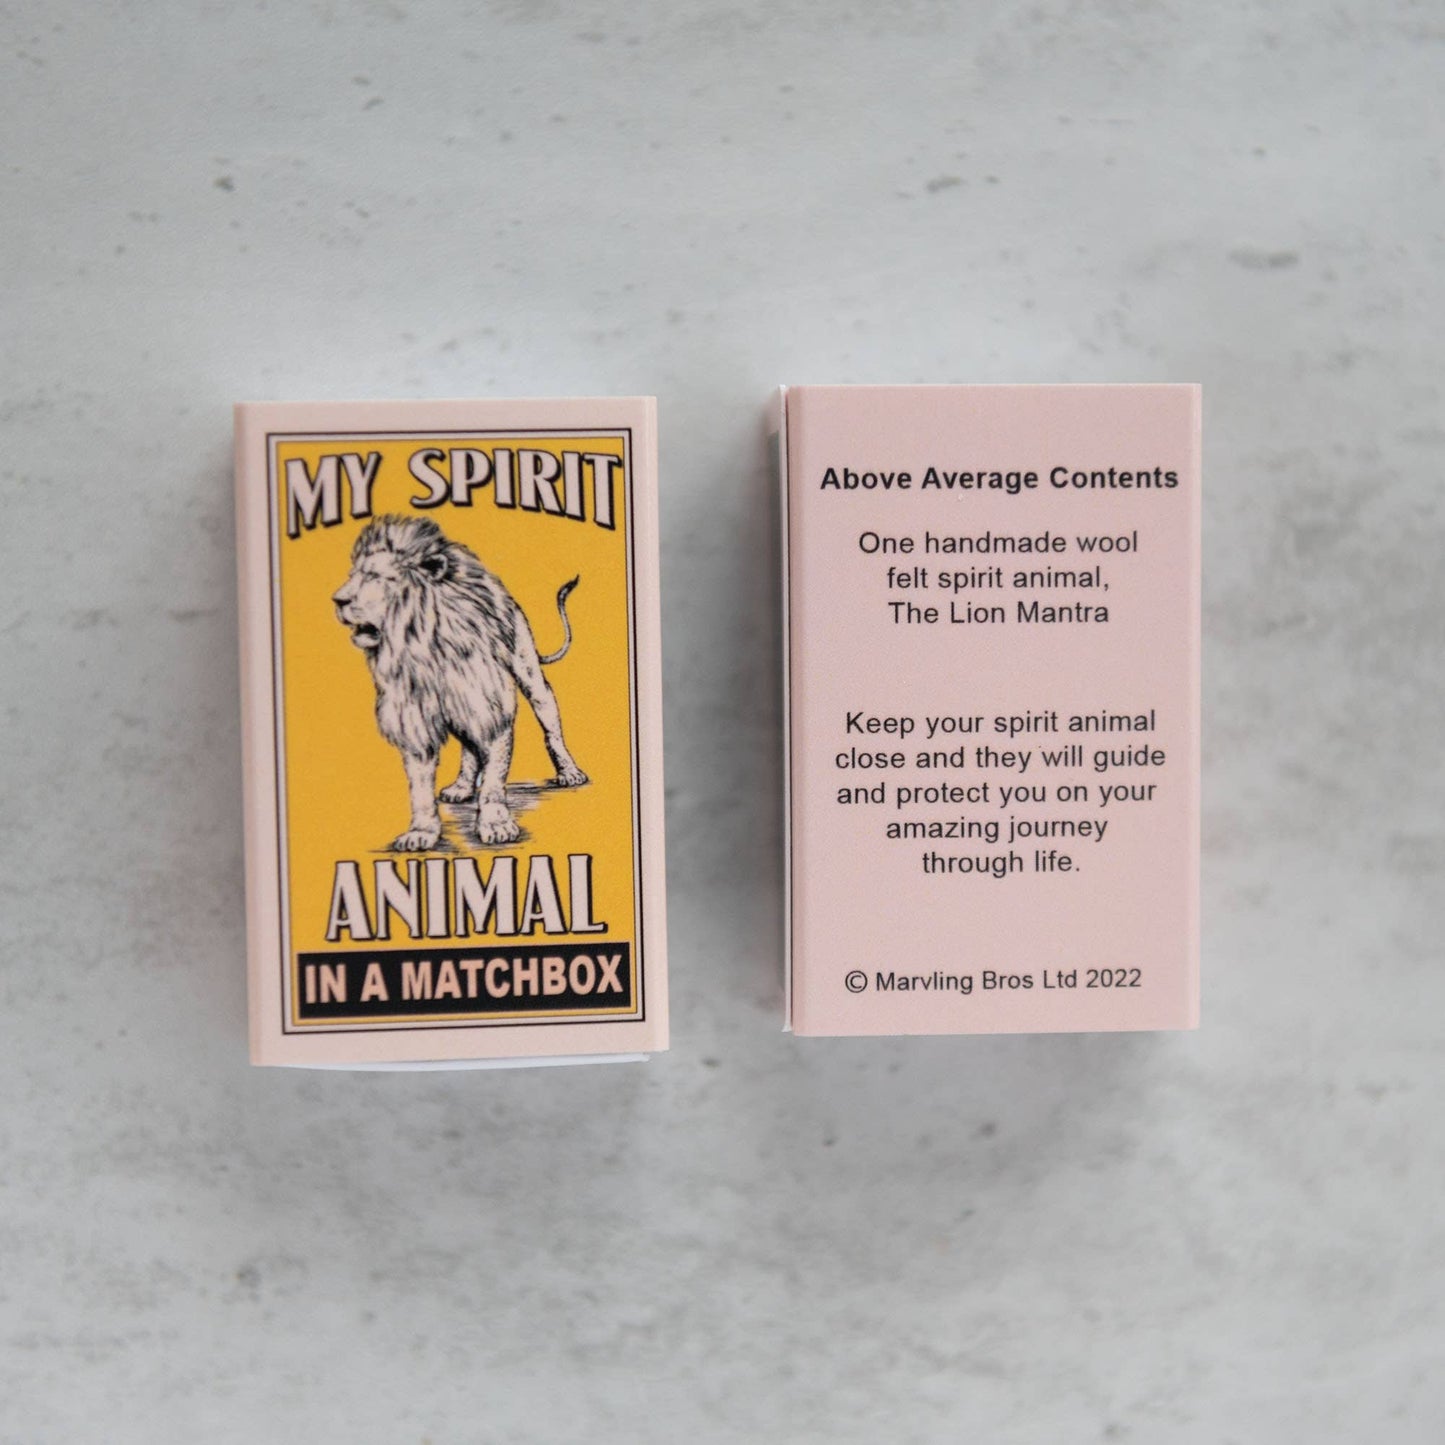 MY SPIRIT
ANIMAL
IN A MATCHBOX
Above Average Contents
One handmade wool
felt spirit animal,
The Lion Mantra
Keep your spirit animal
close and they will guide
and protect you on your
amazing journey
through life.
© Marvling Bros Ltd 2022